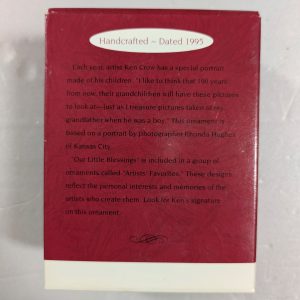 Handcrafted ~ Dated 1995
Each year, artist Ken Crow has a special portrait
made of his children. "I like to think that 100 years
from now, their grandchildren will have these pictures
to look at—just as I treasure pictures taken of my
grandfather when he was a boy." This ornament is
based on a portrait by photographer Rhonda Hughes
of Kansas City.
"Our Little Blessings" is included in a group of
ornaments called "Artists' Favorites." These designs
reflect the personal interests and memories of the
artists who create them. Look for Ken's signature
on this ornament.